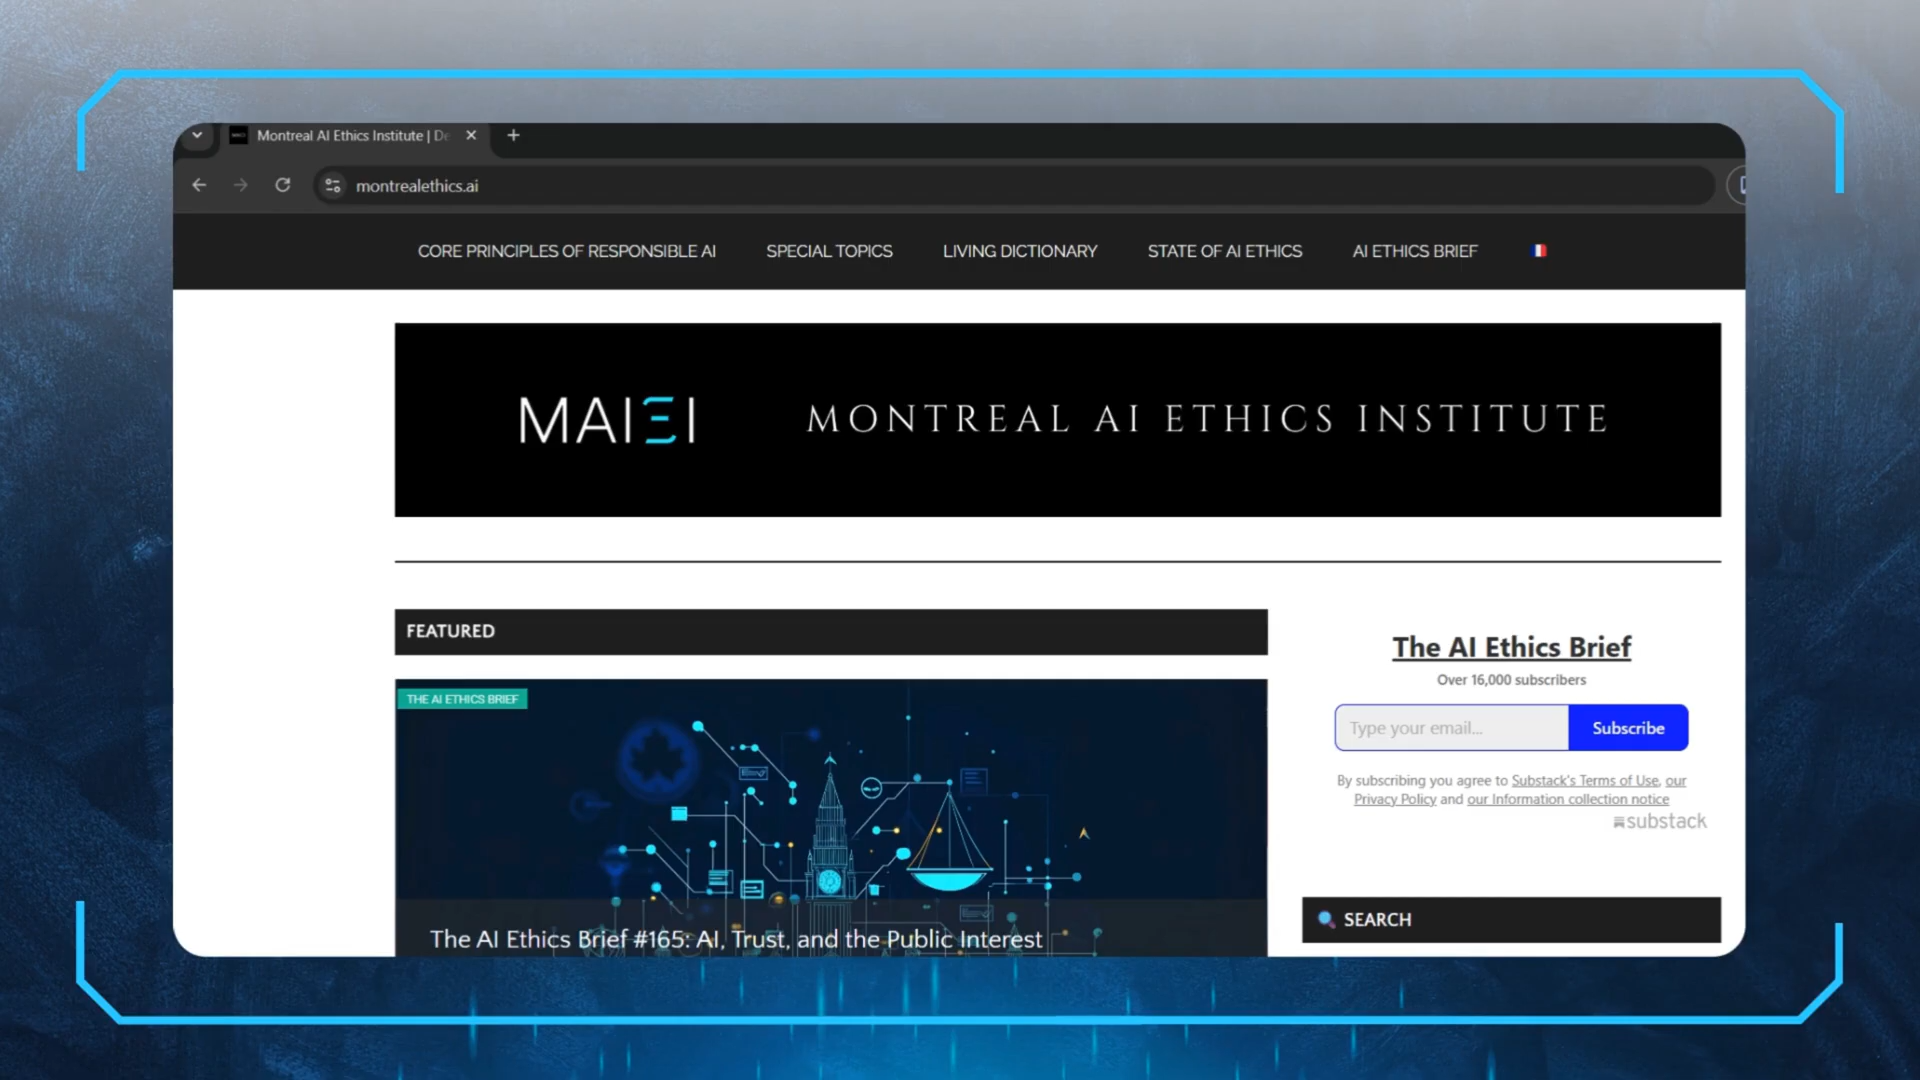 Montreal AI Ethics Institute | De
montrealethics.ai
CORE PRINCIPLES OF RESPONSIBLE AI
SPECIAL TOPICS
LIVING DICTIONARY
STATE OF AI ETHICS
AI ETHICS BRIEF
MAIEI
MONTREAL AI ETHICS INSTITUTE
FEATURED
THE AI ETHICS BRIEF
The AI Ethics Brief #165: AI, Trust, and the Public Interest
The AI Ethics Brief
Over 16,000 subscribers
Type your email...
Subscribe
By subscribing you agree to Substack's Terms of Use, our
Privacy Policy and our Information collection notice
substack
SEARCH